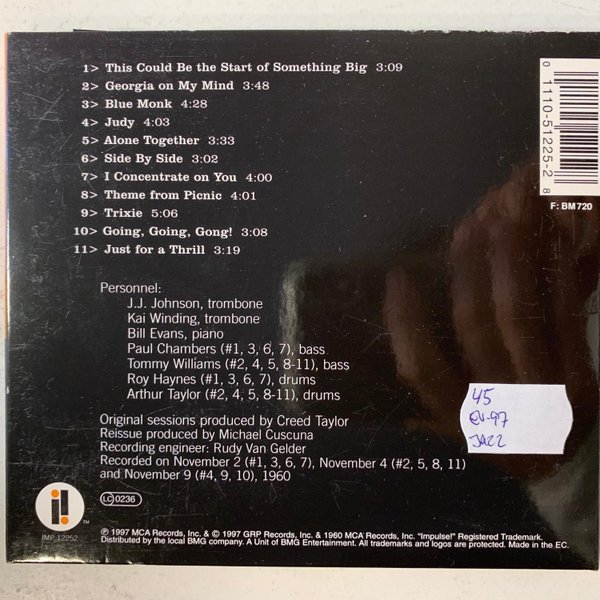 1> This Could Be the Start of Something Big 3:09
2> Georgia on My Mind 3:48
3> Blue Monk 4:28
4> Judy 4:03
5> Alone Together 3:33
6> Side By Side 3:02
7> I Concentrate on You 4:00
8> Theme from Picnic 4:01
9> Trixie 5:06
10> Going, Going, Gong! 3:08
11> Just for a Thrill 3:19
0 1110-51225-2 8
F: BM 720
Personnel:
J.J. Johnson, trombone
Kai Winding, trombone
Bill Evans, piano
Paul Chambers (#1, 3, 6, 7), bass
Tommy Williams (#2, 4, 5, 8-11), bass
Roy Haynes (#1, 3, 6, 7), drums
Arthur Taylor (#2, 4, 5, 8-11), drums
Original sessions produced by Creed Taylor
Reissue produced by Michael Cuscuna
Recording engineer: Rudy Van Gelder
Recorded on November 2 (#1, 3, 6, 7), November 4 (#2, 5, 8, 11)
and November 9 (#4, 9, 10), 1960
45
JAZZ
LC 0236
i!
TM
IMP 12252
℗ 1997 MCA Records, Inc. & © 1997 GRP Records, Inc. & 1960 MCA Records, Inc. "Impulse!" Registered Trademark.
Distributed by the local BMG company. A Unit of BMG Entertainment. All trademarks and logos are protected. Made in the EC.